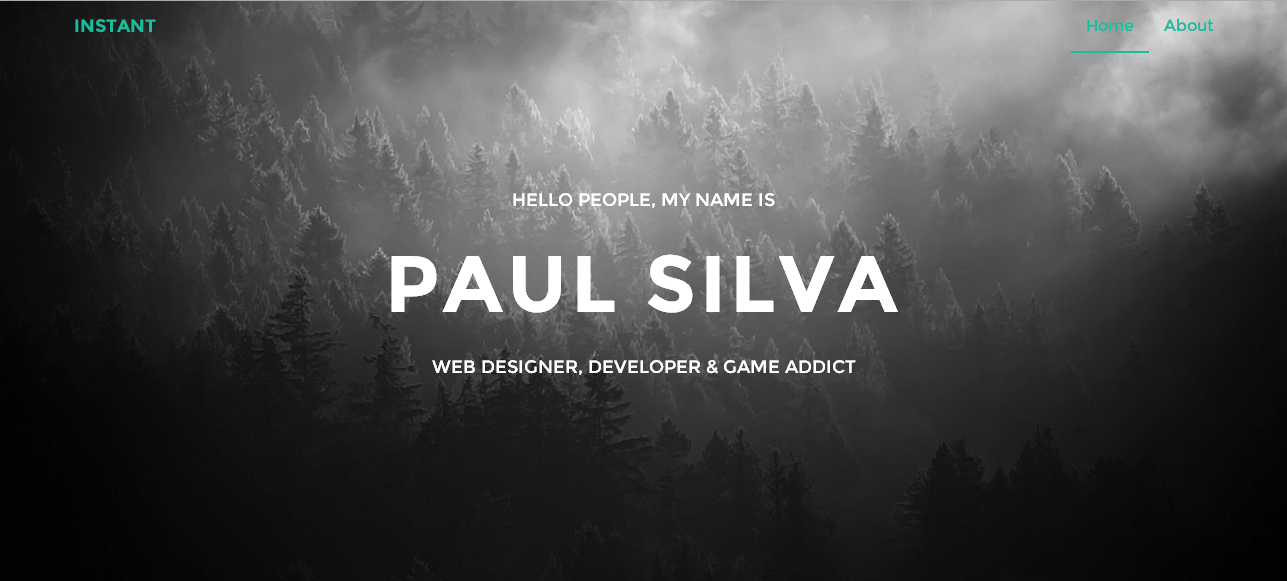 INSTANT
Home About
HELLO PEOPLE, MY NAME IS
PAUL SILVA
WEB DESIGNER, DEVELOPER & GAME ADDICT